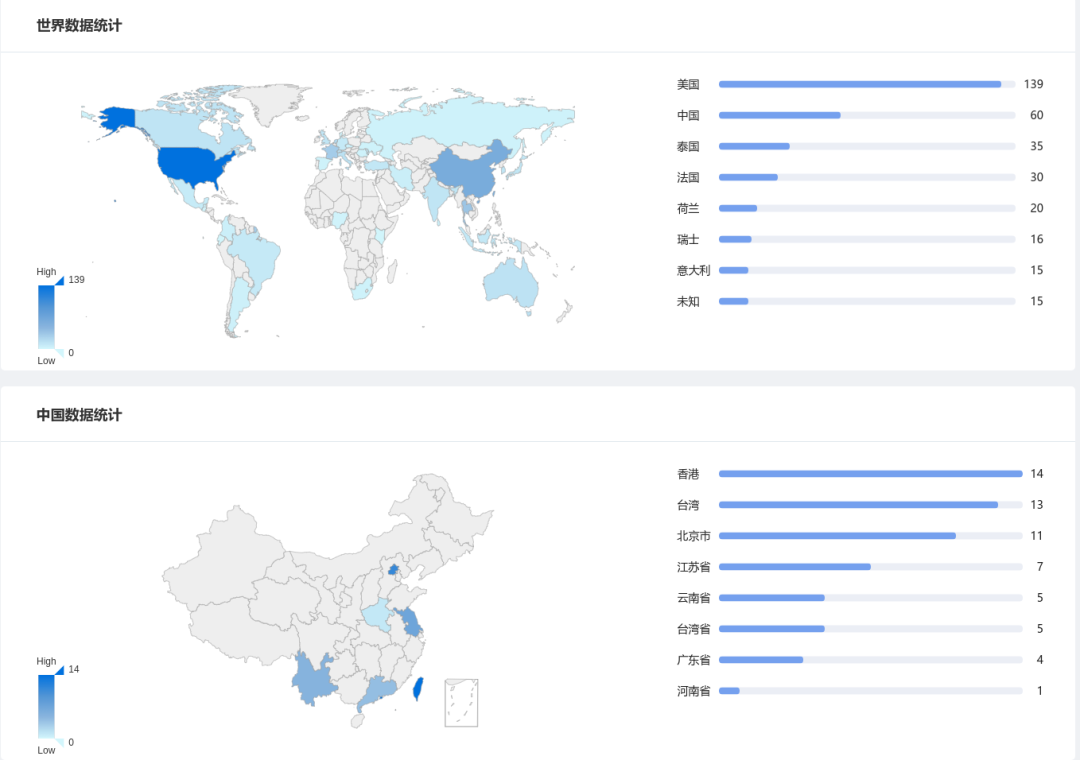 世界数据统计
美国 139
中国 60
泰国 35
法国 30
荷兰 20
瑞士 16
意大利 15
未知 15
High
139
0
Low
中国数据统计
香港 14
台湾 13
北京市 11
江苏省 7
云南省 5
台湾省 5
广东省 4
河南省 1
High
14
0
Low